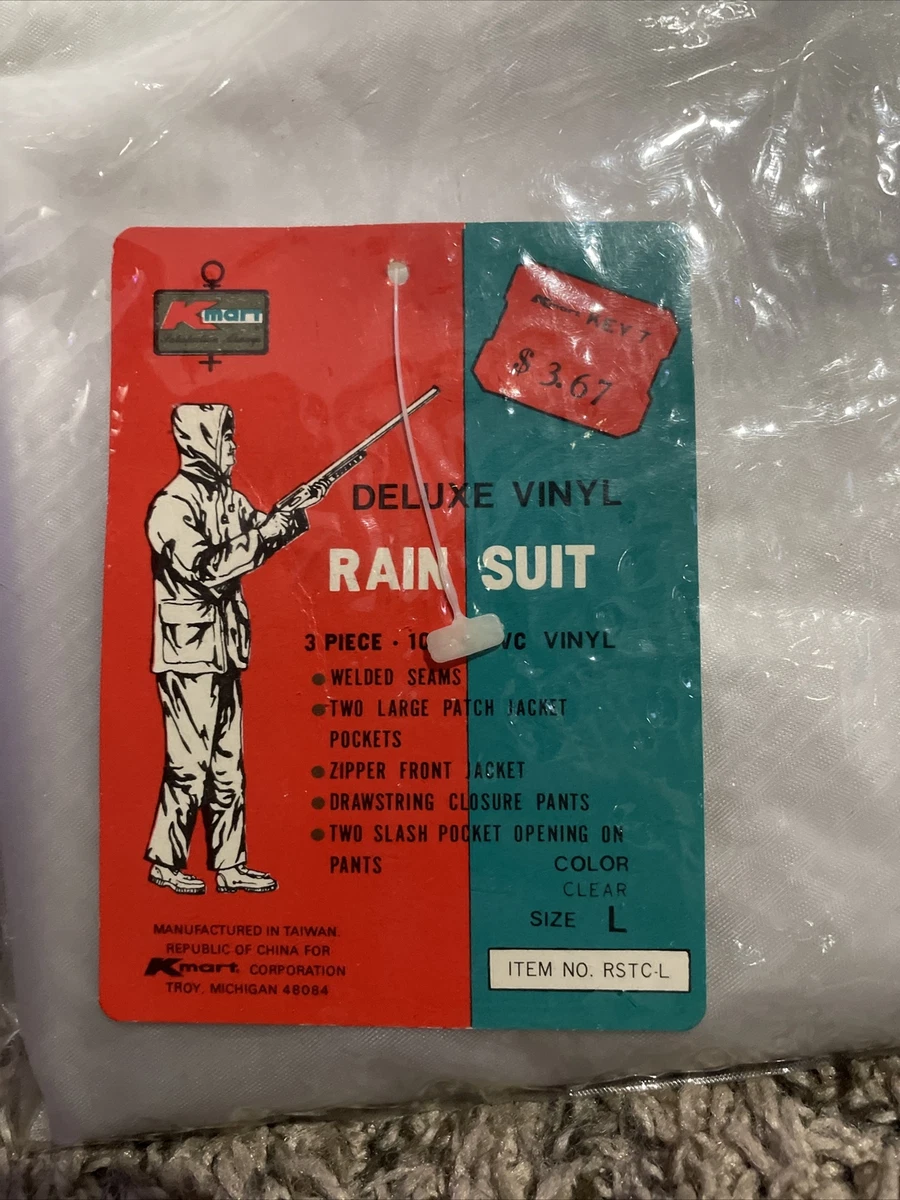 Kmart
KEY 7
$3.67
DELUXE VINYL
RAIN SUIT
3 PIECE · VINYL
WELDED SEAMS
TWO LARGE PATCH JACKET
POCKETS
ZIPPER FRONT JACKET
DRAWSTRING CLOSURE PANTS
TWO SLASH POCKET OPENING ON
PANTS
COLOR
CLEAR
SIZE L
MANUFACTURED IN TAIWAN.
REPUBLIC OF CHINA FOR
Kmart. CORPORATION
TROY, MICHIGAN 48084
ITEM NO. RSTC-L